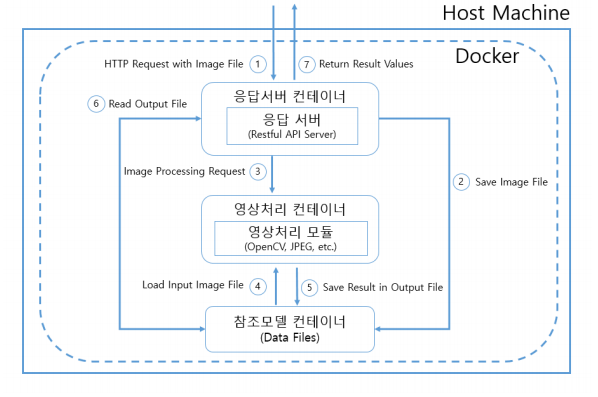 Host Machine
Docker
HTTP Request with Image File ①
⑦ Return Result Values
⑥ Read Output File
응답서버 컨테이너
응답 서버
(Restful API Server)
Image Processing Request ③
② Save Image File
영상처리 컨테이너
영상처리 모듈
(OpenCV, JPEG, etc.)
Load Input Image File ④
⑤ Save Result in Output File
참조모델 컨테이너
(Data Files)